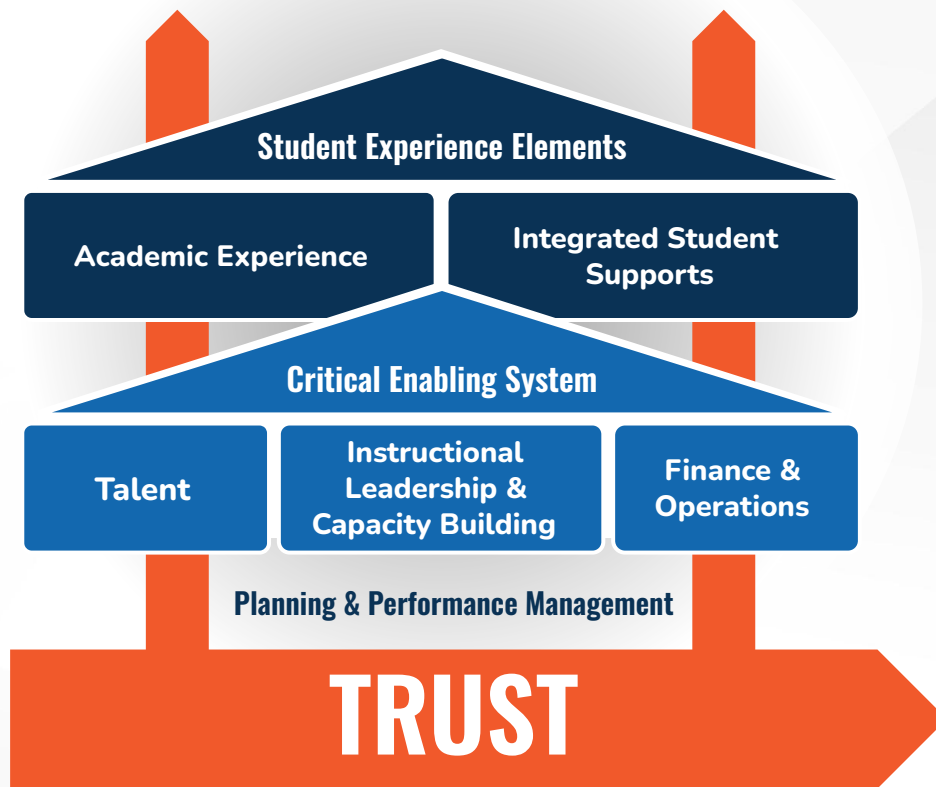 Student Experience Elements
Academic Experience
Integrated Student
Supports
Critical Enabling System
Talent
Instructional
Leadership &
Capacity Building
Finance &
Operations
Planning & Performance Management
TRUST